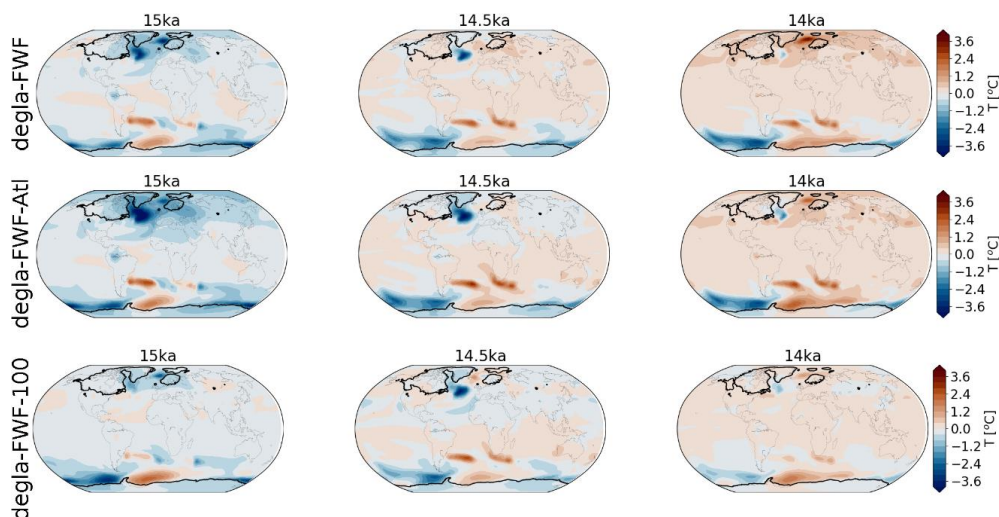 degla-FWF
15ka
14.5ka
14ka
3.6
2.4
1.2
0.0
−1.2
−2.4
−3.6
T [°C]
degla-FWF-Atl
15ka
14.5ka
14ka
3.6
2.4
1.2
0.0
−1.2
−2.4
−3.6
T [°C]
degla-FWF-100
15ka
14.5ka
14ka
3.6
2.4
1.2
0.0
−1.2
−2.4
−3.6
T [°C]